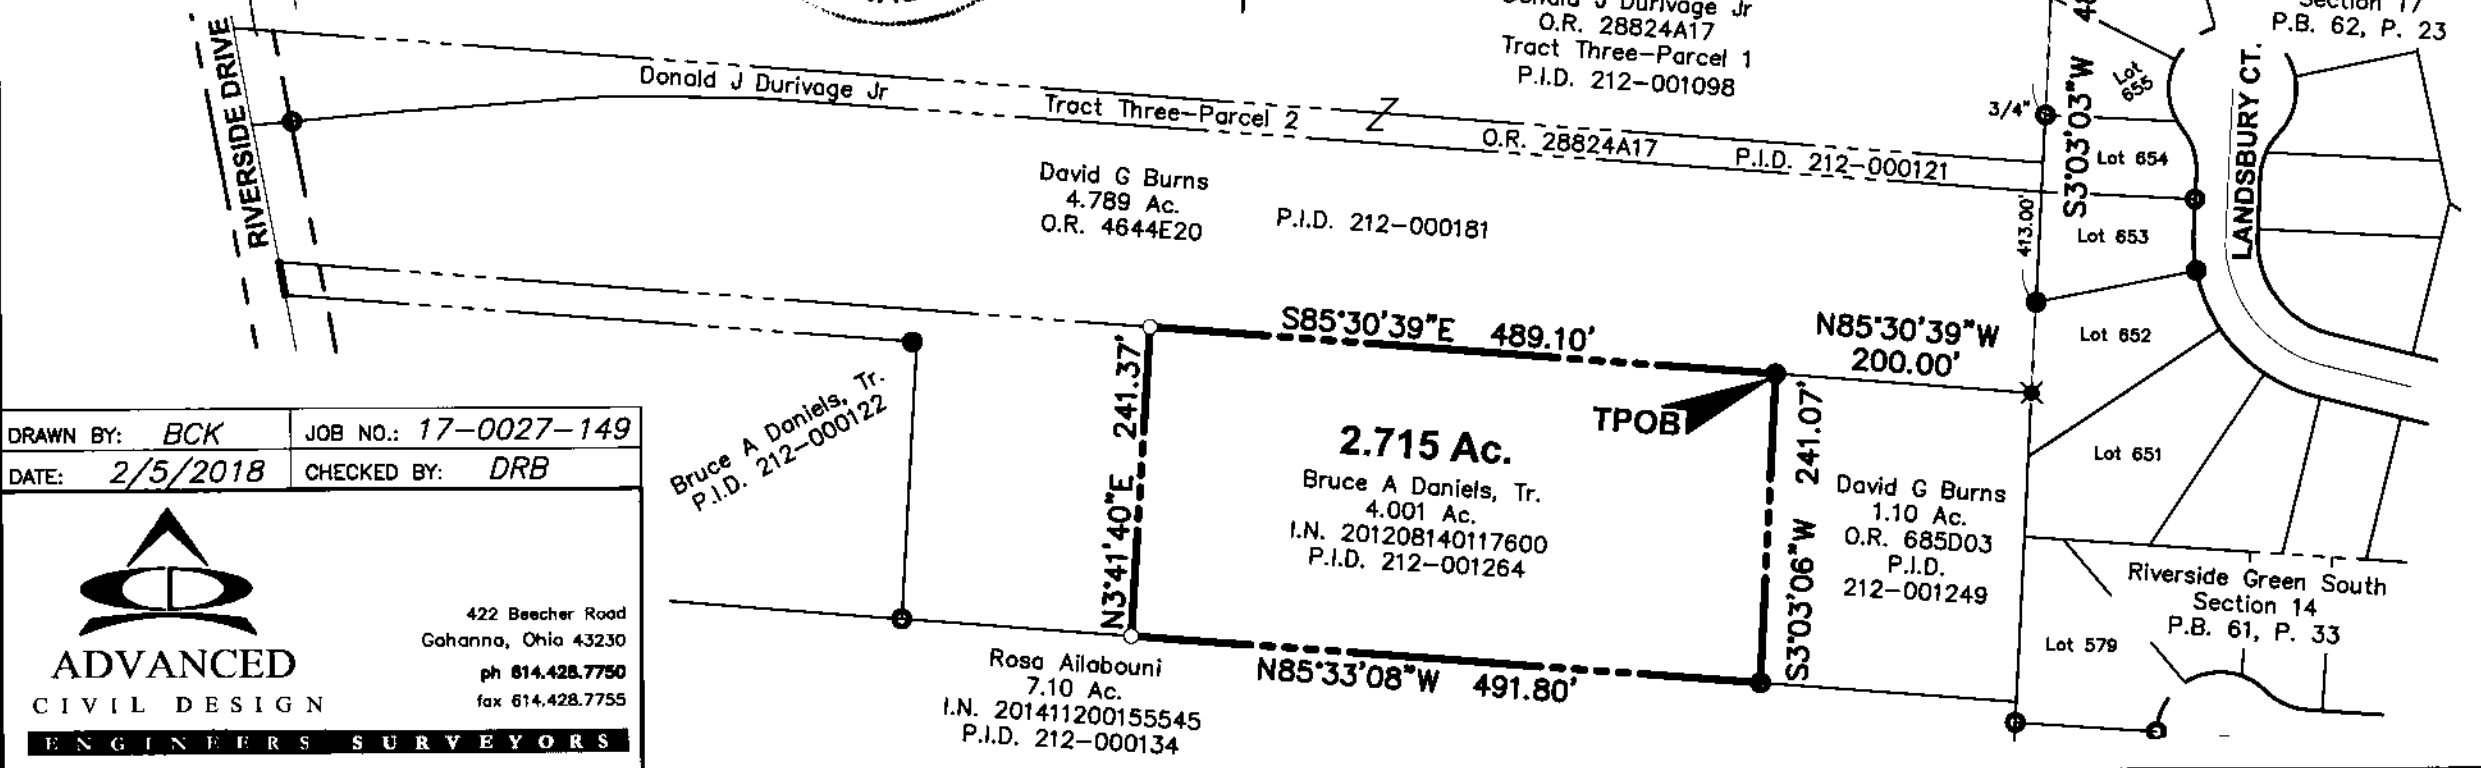 Donald J Durivage Jr
O.R. 28824A17
Tract Three-Parcel 1
P.I.D. 212-001098
Section 17
P.B. 62, P. 23
RIVERSIDE DRIVE
Donald J Durivage Jr
Tract Three-Parcel 2
O.R. 28824A17
P.I.D. 212-000121
3/4"
S3°03'03"W
413.00'
Lot
655
Lot 654
Lot 653
Lot 652
Lot 651
LANDSBURY CT.
David G Burns
4.789 Ac.
O.R. 4644E20
P.I.D. 212-000181
S85°30'39"E 489.10'
N85°30'39"W
200.00'
N3°41'40"E 241.37'
TPOB
S3°03'06"W 241.07'
2.715 Ac.
Bruce A Daniels, Tr.
4.001 Ac.
I.N. 201208140117600
P.I.D. 212-001264
Bruce A Daniels, Tr.
P.I.D. 212-000122
David G Burns
1.10 Ac.
O.R. 685D03
P.I.D.
212-001249
N85°33'08"W 491.80'
Rosa Ailabouni
7.10 Ac.
I.N. 201411200155545
P.I.D. 212-000134
Riverside Green South
Section 14
P.B. 61, P. 33
Lot 579
DRAWN BY: BCK
JOB NO.: 17-0027-149
DATE: 2/5/2018
CHECKED BY: DRB
422 Beecher Road
Gahanna, Ohio 43230
ph 614.428.7750
fax 614.428.7755
ADVANCED
CIVIL DESIGN
ENGINEERS SURVEYORS